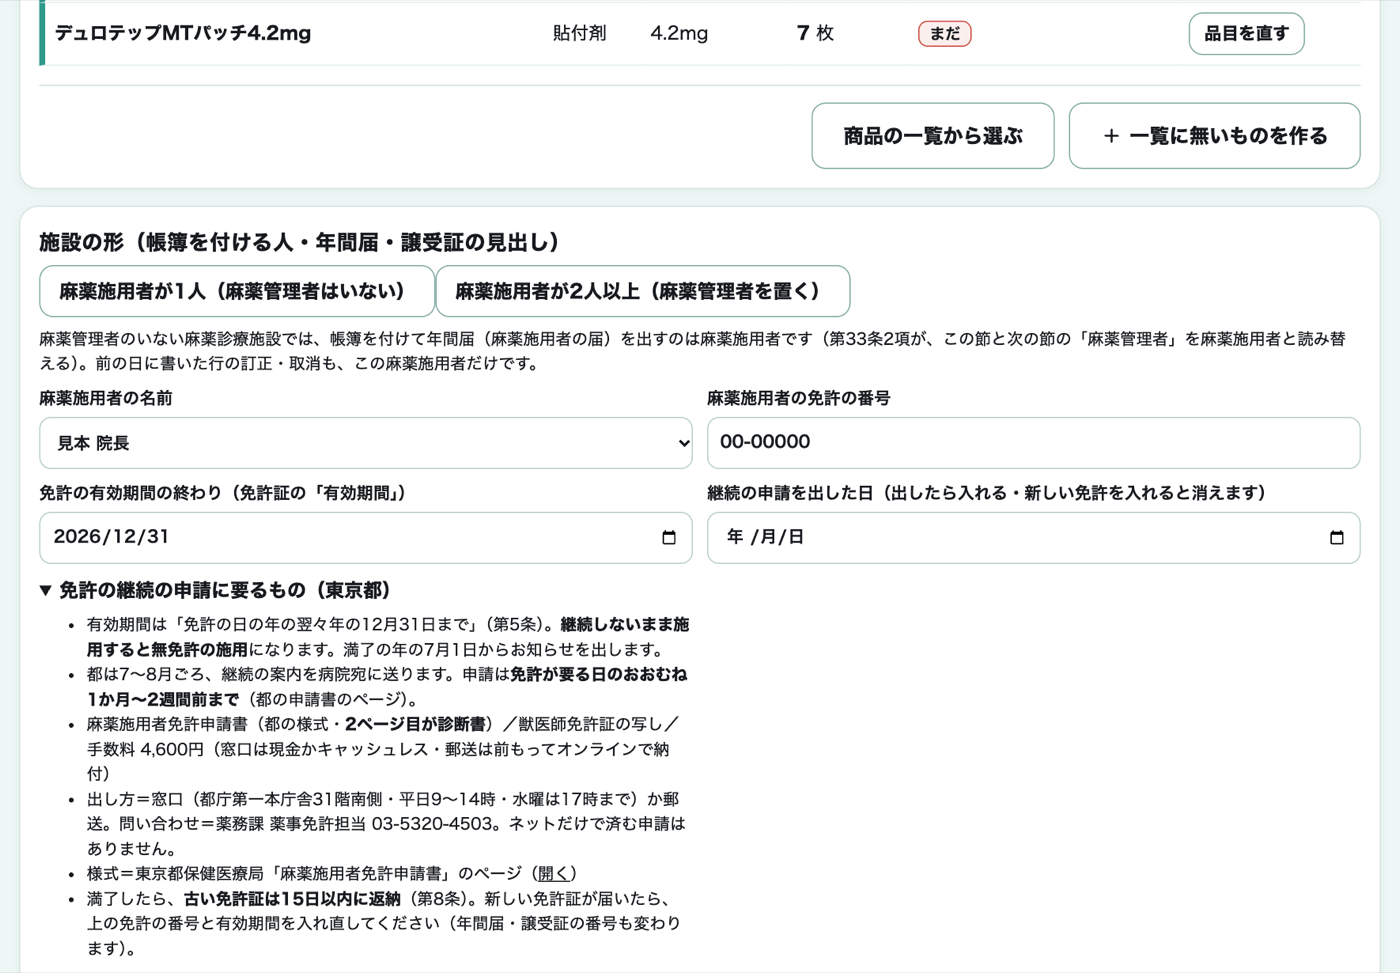 デュロテップMTパッチ4.2mg 貼付剤 4.2mg 7 枚 まだ 品目を直す
商品の一覧から選ぶ ＋ 一覧に無いものを作る
施設の形（帳簿を付ける人・年間届・譲受証の見出し）
麻薬施用者が1人（麻薬管理者はいない） 麻薬施用者が2人以上（麻薬管理者を置く）
麻薬管理者のいない麻薬診療施設では、帳簿を付けて年間届（麻薬施用者の届）を出すのは麻薬施用者です（第33条2項が、この節と次の節の「麻薬管理者」を麻薬施用者と読み替
える）。前の日に書いた行の訂正・取消も、この麻薬施用者だけです。
麻薬施用者の名前 麻薬施用者の免許の番号
見本 院長 00-00000
免許の有効期間の終わり（免許証の「有効期間」） 継続の申請を出した日（出したら入れる・新しい免許を入れると消えます）
2026/12/31 年 /月/日
▼ 免許の継続の申請に要るもの（東京都）
• 有効期間は「免許の日の年の翌々年の12月31日まで」（第5条）。継続しないまま施
用すると無免許の施用になります。満了の年の7月1日からお知らせを出します。
• 都は7〜8月ごろ、継続の案内を病院宛に送ります。申請は免許が要る日のおおむね
1か月〜2週間前まで（都の申請書のページ）。
• 麻薬施用者免許申請書（都の様式・2ページ目が診断書）／獣医師免許証の写し／
手数料 4,600円（窓口は現金かキャッシュレス・郵送は前もってオンラインで納
付）
• 出し方＝窓口（都庁第一本庁舎31階南側・平日9〜14時・水曜は17時まで）か郵
送。問い合わせ＝薬務課 薬事免許担当 03-5320-4503。ネットだけで済む申請は
ありません。
• 様式＝東京都保健医療局「麻薬施用者免許申請書」のページ（開く）
• 満了したら、古い免許証は15日以内に返納（第8条）。新しい免許証が届いたら、
上の免許の番号と有効期間を入れ直してください（年間届・譲受証の番号も変わり
ます）。